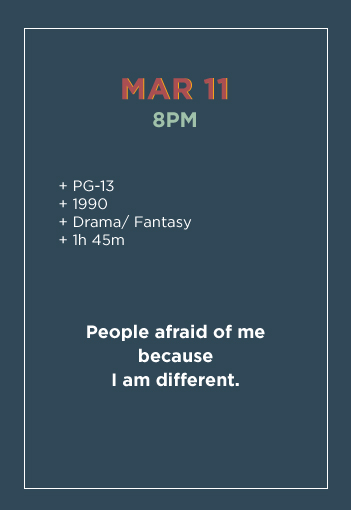 MAR 11
8PM
+ PG-13
+ 1990
+ Drama/ Fantasy
+ 1h 45m
People afraid of me
because
I am different.